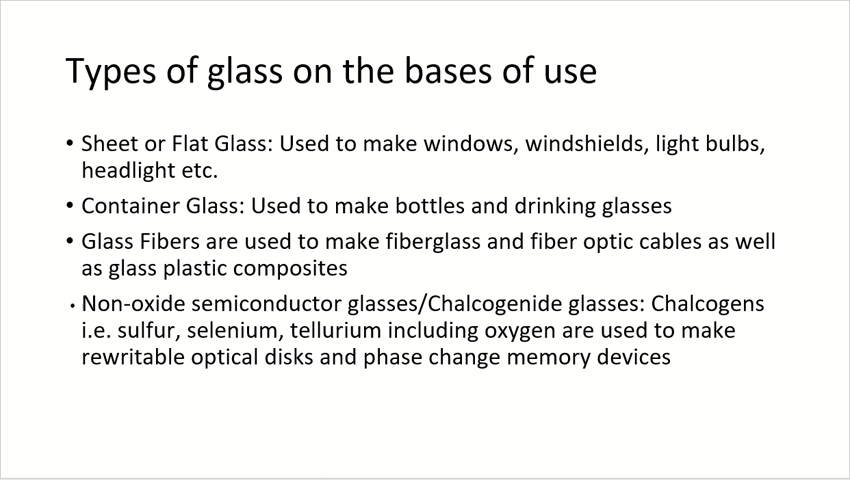 Types of glass on the bases of use
• Sheet or Flat Glass: Used to make windows, windshields, light bulbs,
headlight etc.
• Container Glass: Used to make bottles and drinking glasses
• Glass Fibers are used to make fiberglass and fiber optic cables as well
as glass plastic composites
• Non-oxide semiconductor glasses/Chalcogenide glasses: Chalcogens
i.e. sulfur, selenium, tellurium including oxygen are used to make
rewritable optical disks and phase change memory devices